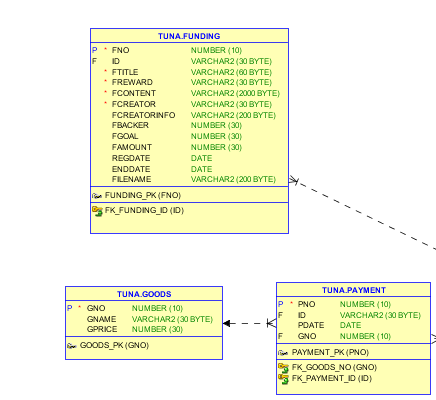 TUNA.FUNDING
P * FNO NUMBER (10)
F ID VARCHAR2 (30 BYTE)
* FTITLE VARCHAR2 (60 BYTE)
* FREWARD VARCHAR2 (30 BYTE)
* FCONTENT VARCHAR2 (2000 BYTE)
* FCREATOR VARCHAR2 (30 BYTE)
FCREATORINFO VARCHAR2 (200 BYTE)
FBACKER NUMBER (30)
FGOAL NUMBER (30)
FAMOUNT NUMBER (30)
REGDATE DATE
ENDDATE DATE
FILENAME VARCHAR2 (200 BYTE)
FUNDING_PK (FNO)
FK_FUNDING_ID (ID)
TUNA.GOODS
P * GNO NUMBER (10)
GNAME VARCHAR2 (30 BYTE)
GPRICE NUMBER (30)
GOODS_PK (GNO)
TUNA.PAYMENT
P * PNO NUMBER (10)
F ID VARCHAR2 (30 BYTE)
PDATE DATE
F GNO NUMBER (10)
PAYMENT_PK (PNO)
FK_GOODS_NO (GNO)
FK_PAYMENT_ID (ID)